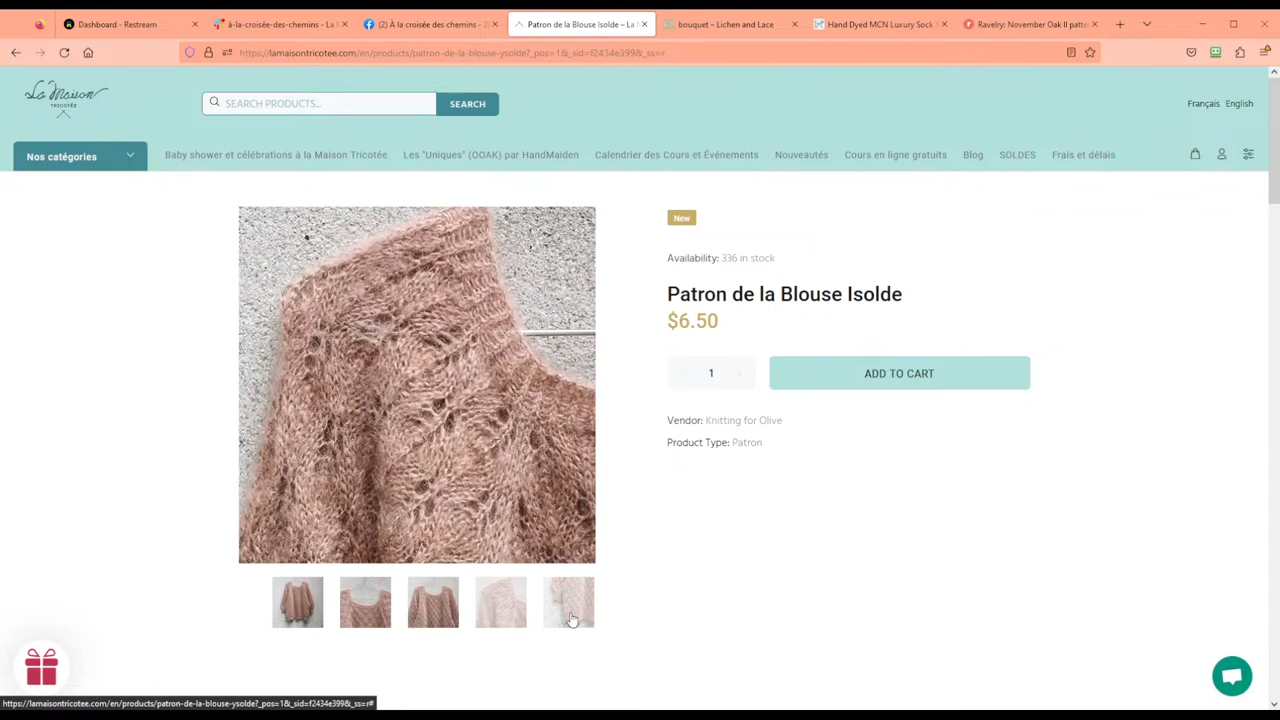 Dashboard - Restream
à-la-croisée-des-chemins - La M
(2) À la croisée des chemins - 2
Patron de la Blouse Isolde – La M
bouquet – Lichen and Lace
Hand Dyed MCN Luxury Sock
Ravelry: November Oak II patte
https://lamaisontricotee.com/en/products/patron-de-la-blouse-ysolde?_pos=1&_sid=f2434e399&_ss=r
La Maison
TRICOTÉE
SEARCH PRODUCTS...
SEARCH
Français English
Nos catégories
Baby shower et célébrations à la Maison Tricotée
Les "Uniques" (OOAK) par HandMaiden
Calendrier des Cours et Événements
Nouveautés
Cours en ligne gratuits
Blog
SOLDES
Frais et délais
New
Availability: 336 in stock
Patron de la Blouse Isolde
$6.50
1
ADD TO CART
Vendor: Knitting for Olive
Product Type: Patron
https://lamaisontricotee.com/en/products/patron-de-la-blouse-ysolde?_pos=1&_sid=f2434e399&_ss=r#